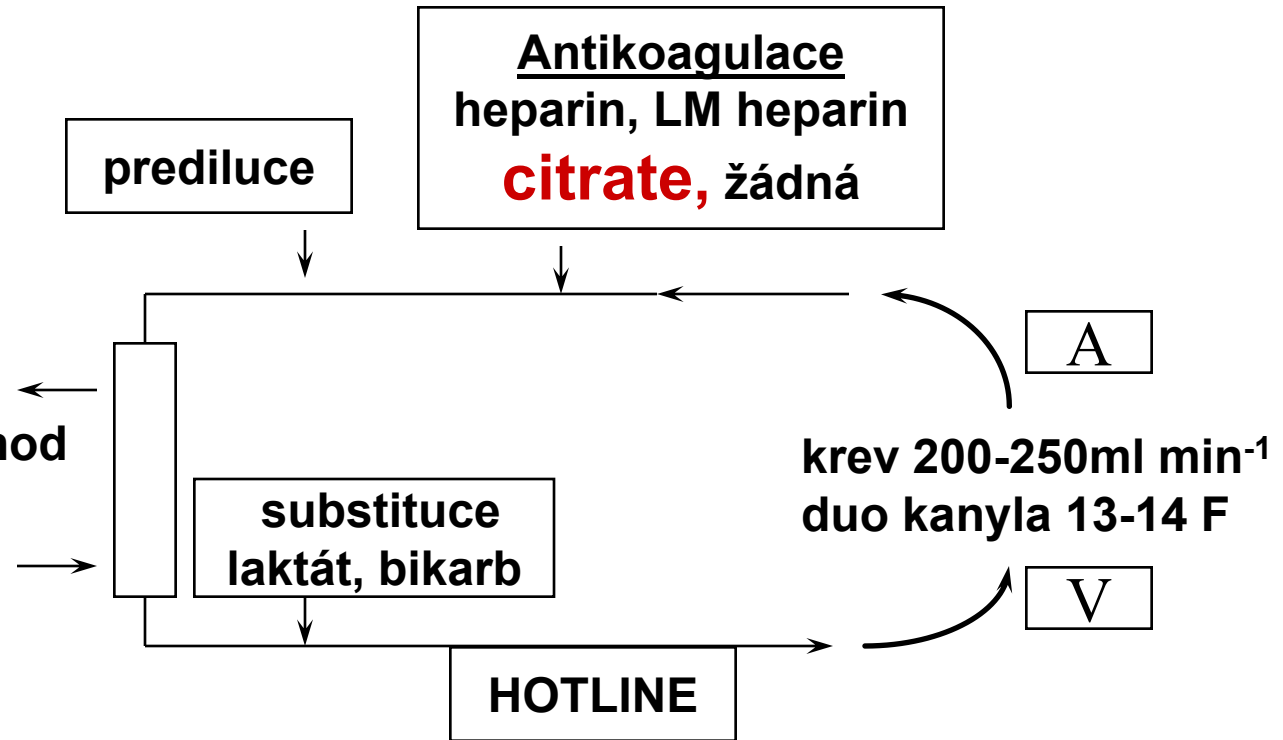 Antikoagulace
heparin, LM heparin
citrate, žádná
prediluce
A
krev 200-250ml min-1
duo kanyla 13-14 F
V
substituce
laktát, bikarb
HOTLINE